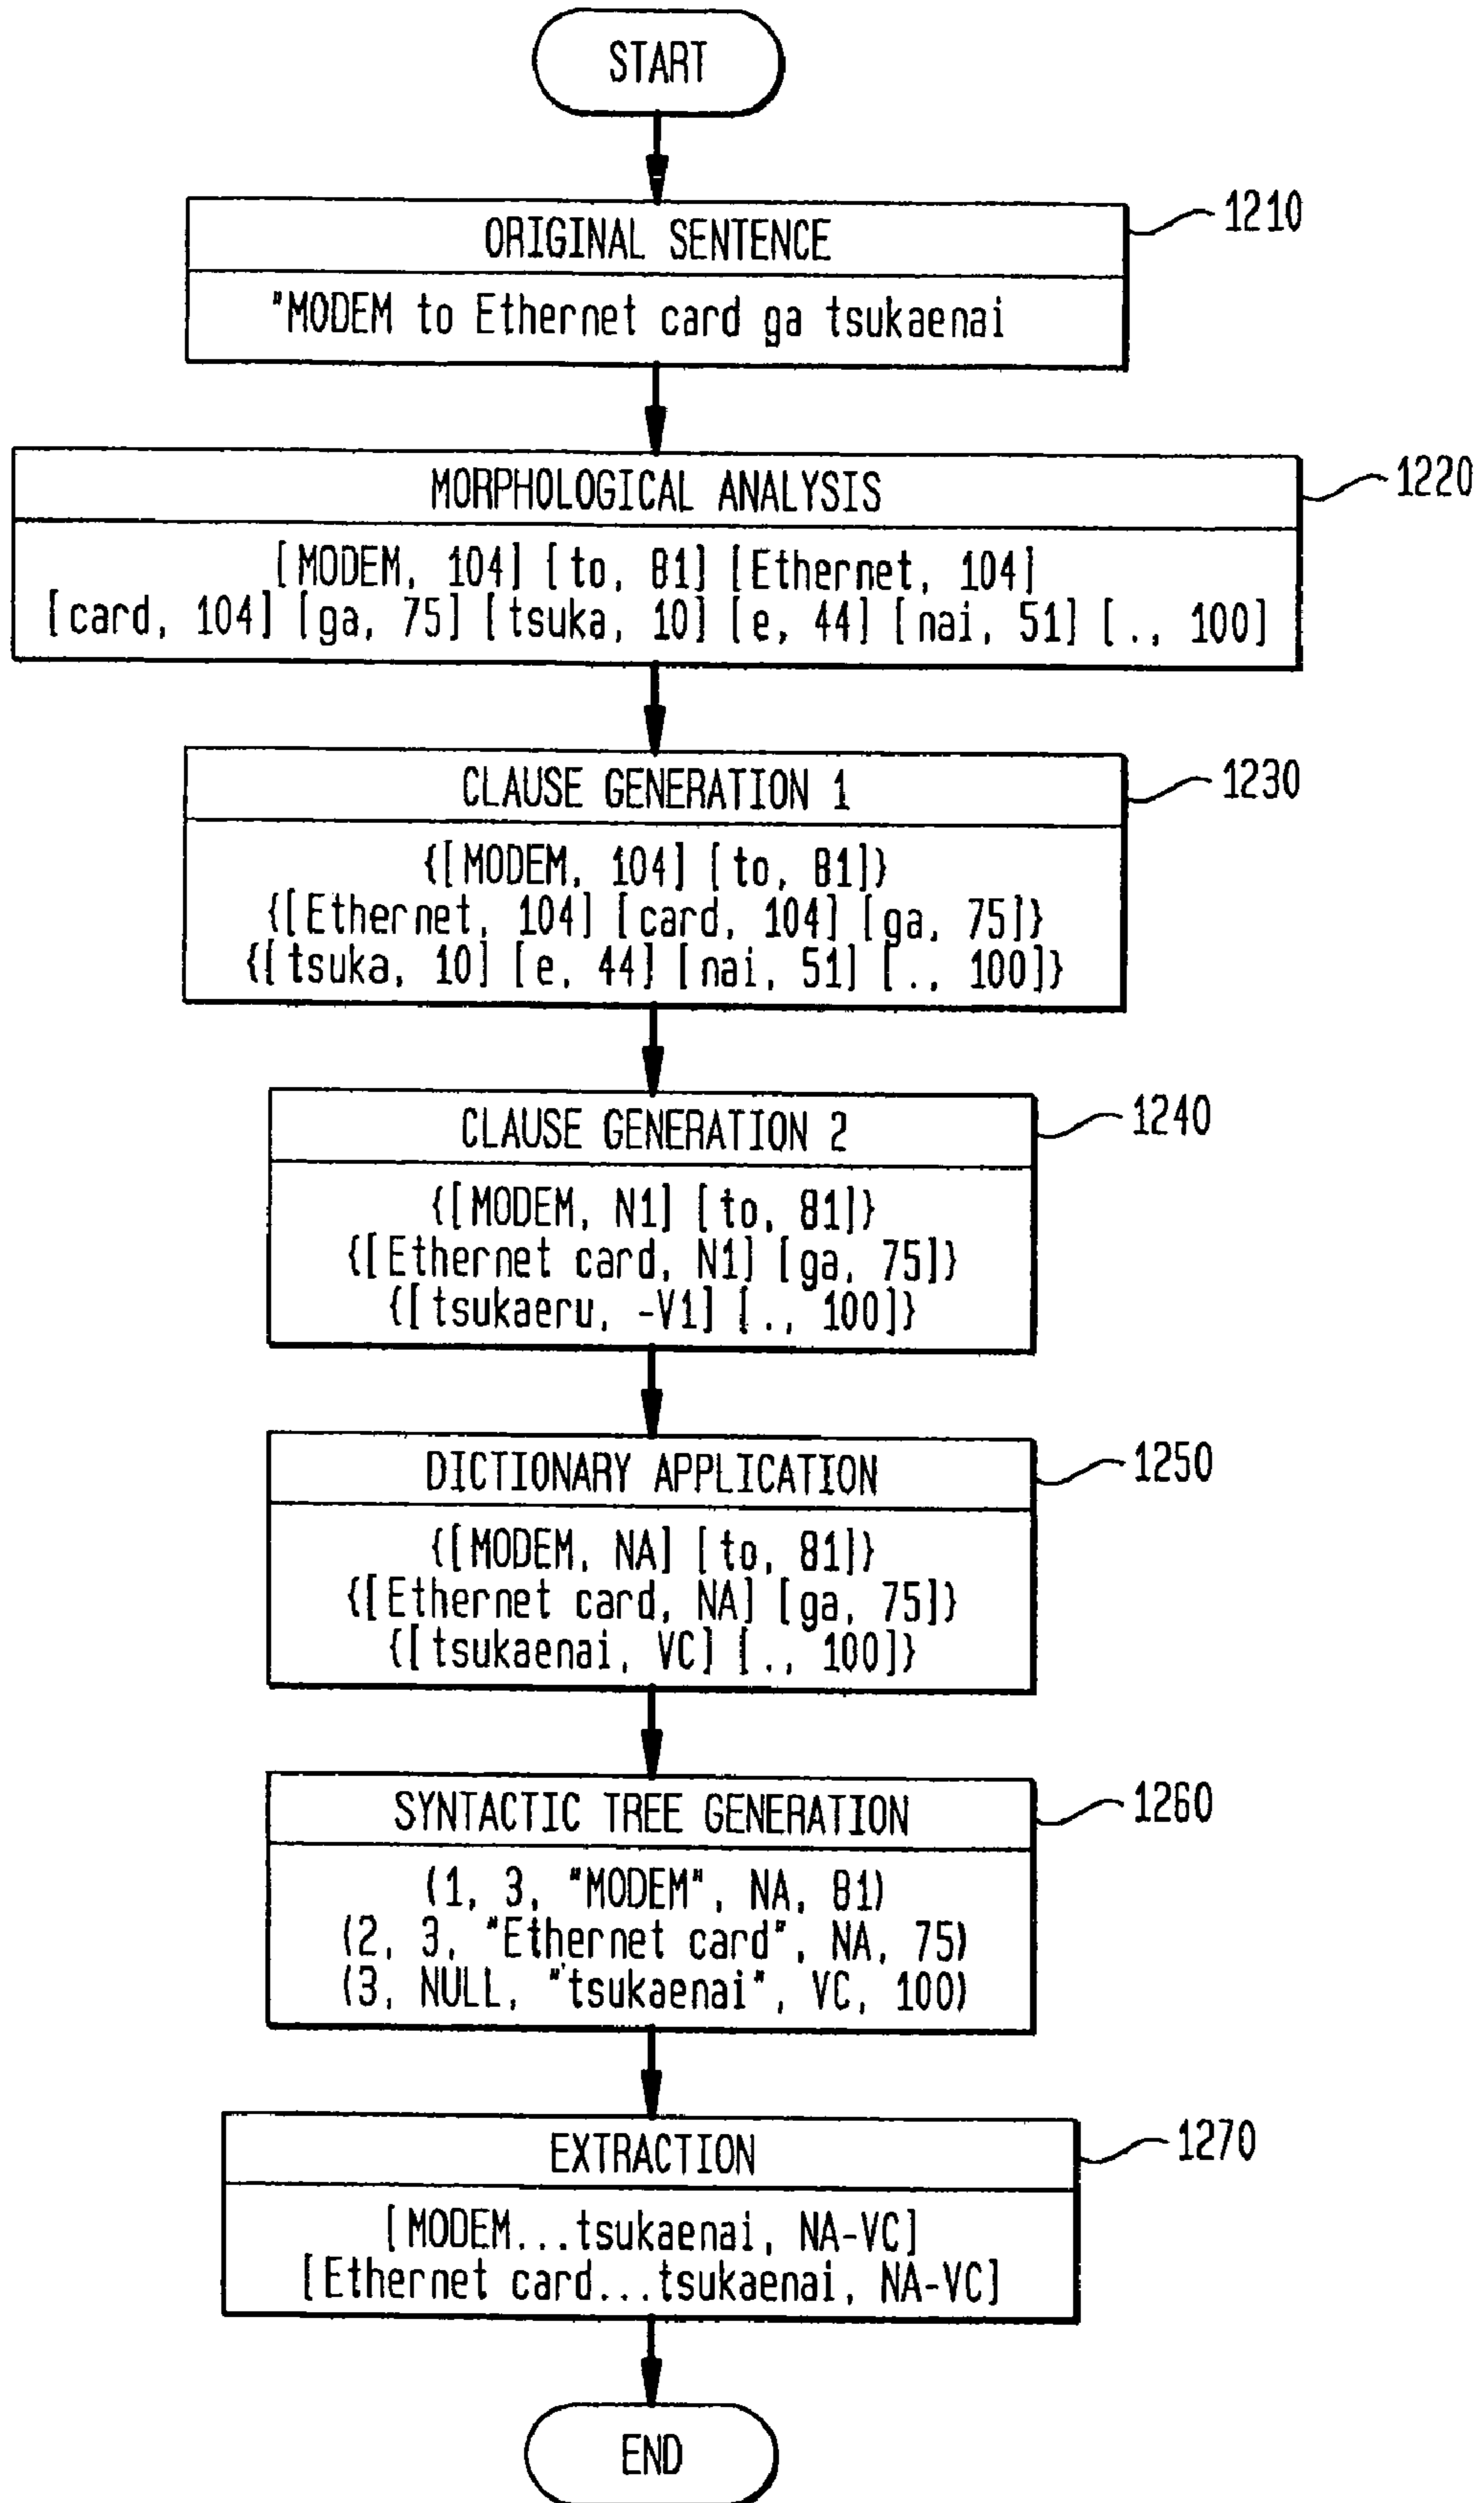 START
1210
ORIGINAL SENTENCE
"MODEM to Ethernet card ga tsukaenai
1220
MORPHOLOGICAL ANALYSIS
[MODEM, 104] [to, 81] [Ethernet, 104]
[card, 104] [ga, 75] [tsuka, 10] [e, 44] [nai, 51] [., 100]
1230
CLAUSE GENERATION 1
{[MODEM, 104] [to, 81]}
{[Ethernet, 104] [card, 104] [ga, 75]}
{[tsuka, 10] [e, 44] [nai, 51] [., 100]}
1240
CLAUSE GENERATION 2
{[MODEM, N1] [to, 81]}
{[Ethernet card, N1] [ga, 75]}
{[tsukaeru, -V1] [., 100]}
1250
DICTIONARY APPLICATION
{[MODEM, NA] [to, 81]}
{[Ethernet card, NA] [ga, 75]}
{[tsukaenai, VC] [., 100]}
1260
SYNTACTIC TREE GENERATION
(1, 3, "MODEM", NA, 81)
(2, 3, "Ethernet card", NA, 75)
(3, NULL, "tsukaenai", VC, 100)
1270
EXTRACTION
[MODEM...tsukaenai, NA-VC]
[Ethernet card...tsukaenai, NA-VC]
END